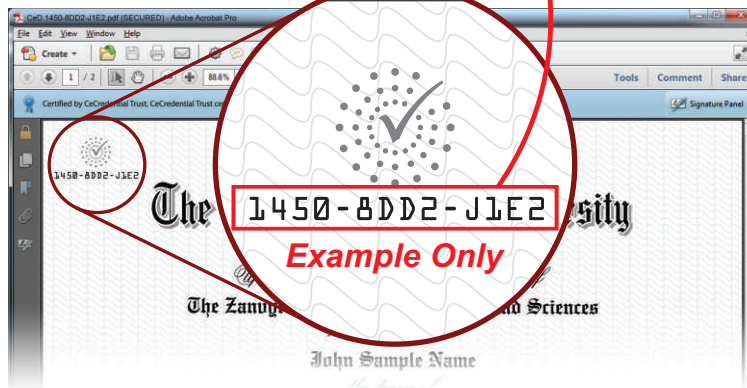 CeD 1450-8DD2-J1E2.pdf (SECURED) - Adobe Acrobat Pro
File Edit View Window Help
Create
1 / 2 88.6% Tools Comment Share
Certified by CeCredential Trust, CeCredential Trust Signature Panel
1450-8DD2-J1E2
The sity
1450-8DD2-J1E2
Example Only
The and Sciences
John Sample Name